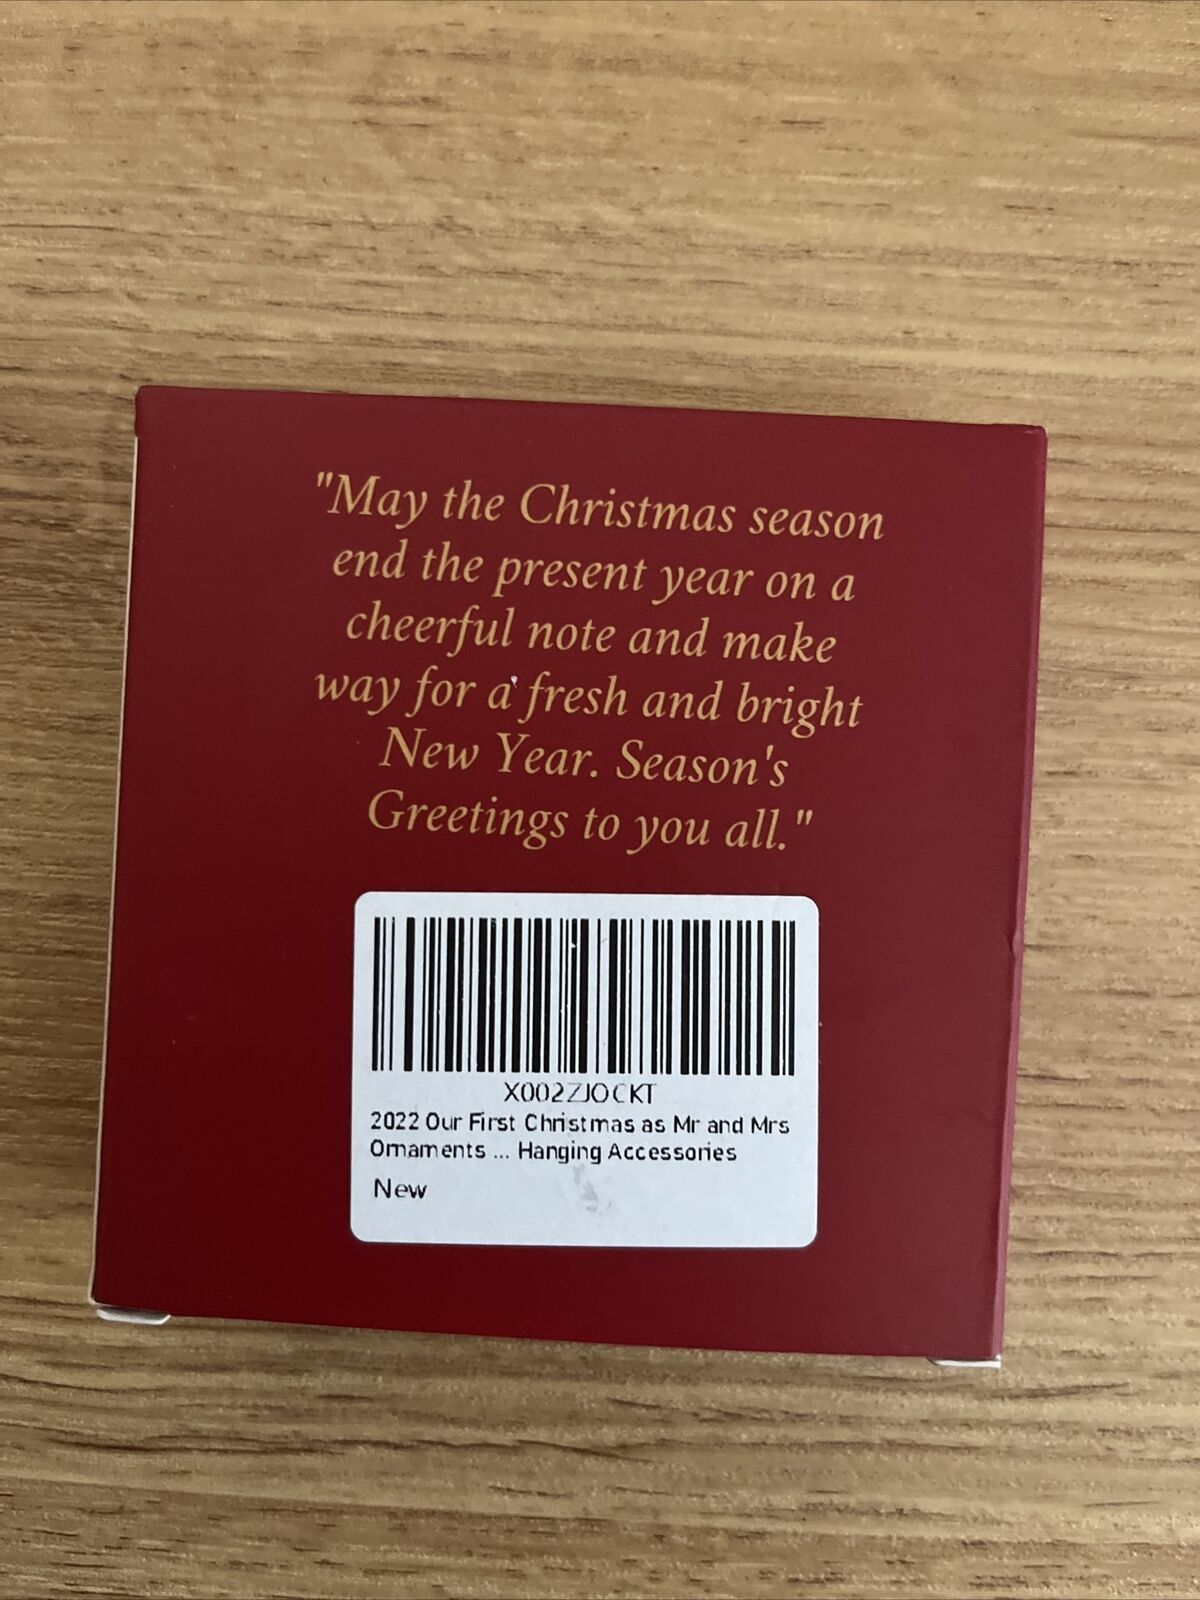 "May the Christmas season
end the present year on a
cheerful note and make
way for a fresh and bright
New Year. Season's
Greetings to you all."
X002ZJOCKT
2022 Our First Christmas as Mr and Mrs
Ornaments ... Hanging Accessories
New